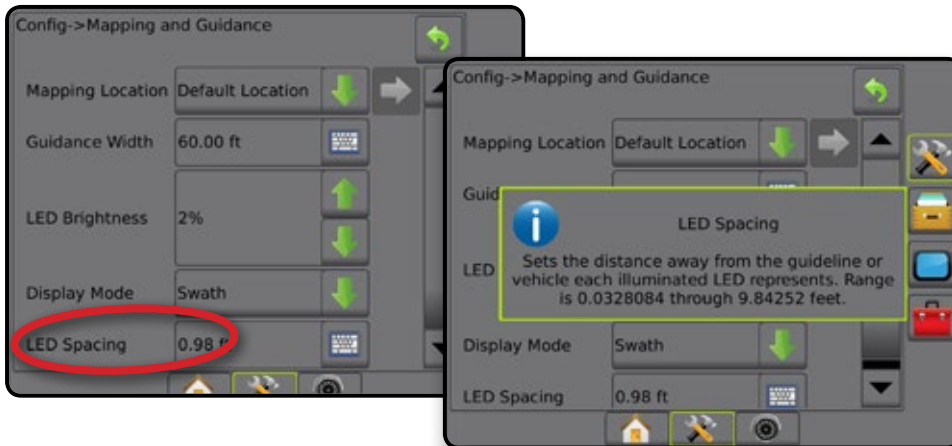 Config->Mapping and Guidance
Mapping Location Default Location
Guidance Width 60.00 ft
LED Brightness 2%
Display Mode Swath
LED Spacing 0.98 ft
Config->Mapping and Guidance
Mapping Location Default Location
Guid
LED Spacing
Sets the distance away from the guideline or
LED
vehicle each illuminated LED represents. Range
is 0.0328084 through 9.84252 feet.
Display Mode Swath
LED Spacing 0.98 ft